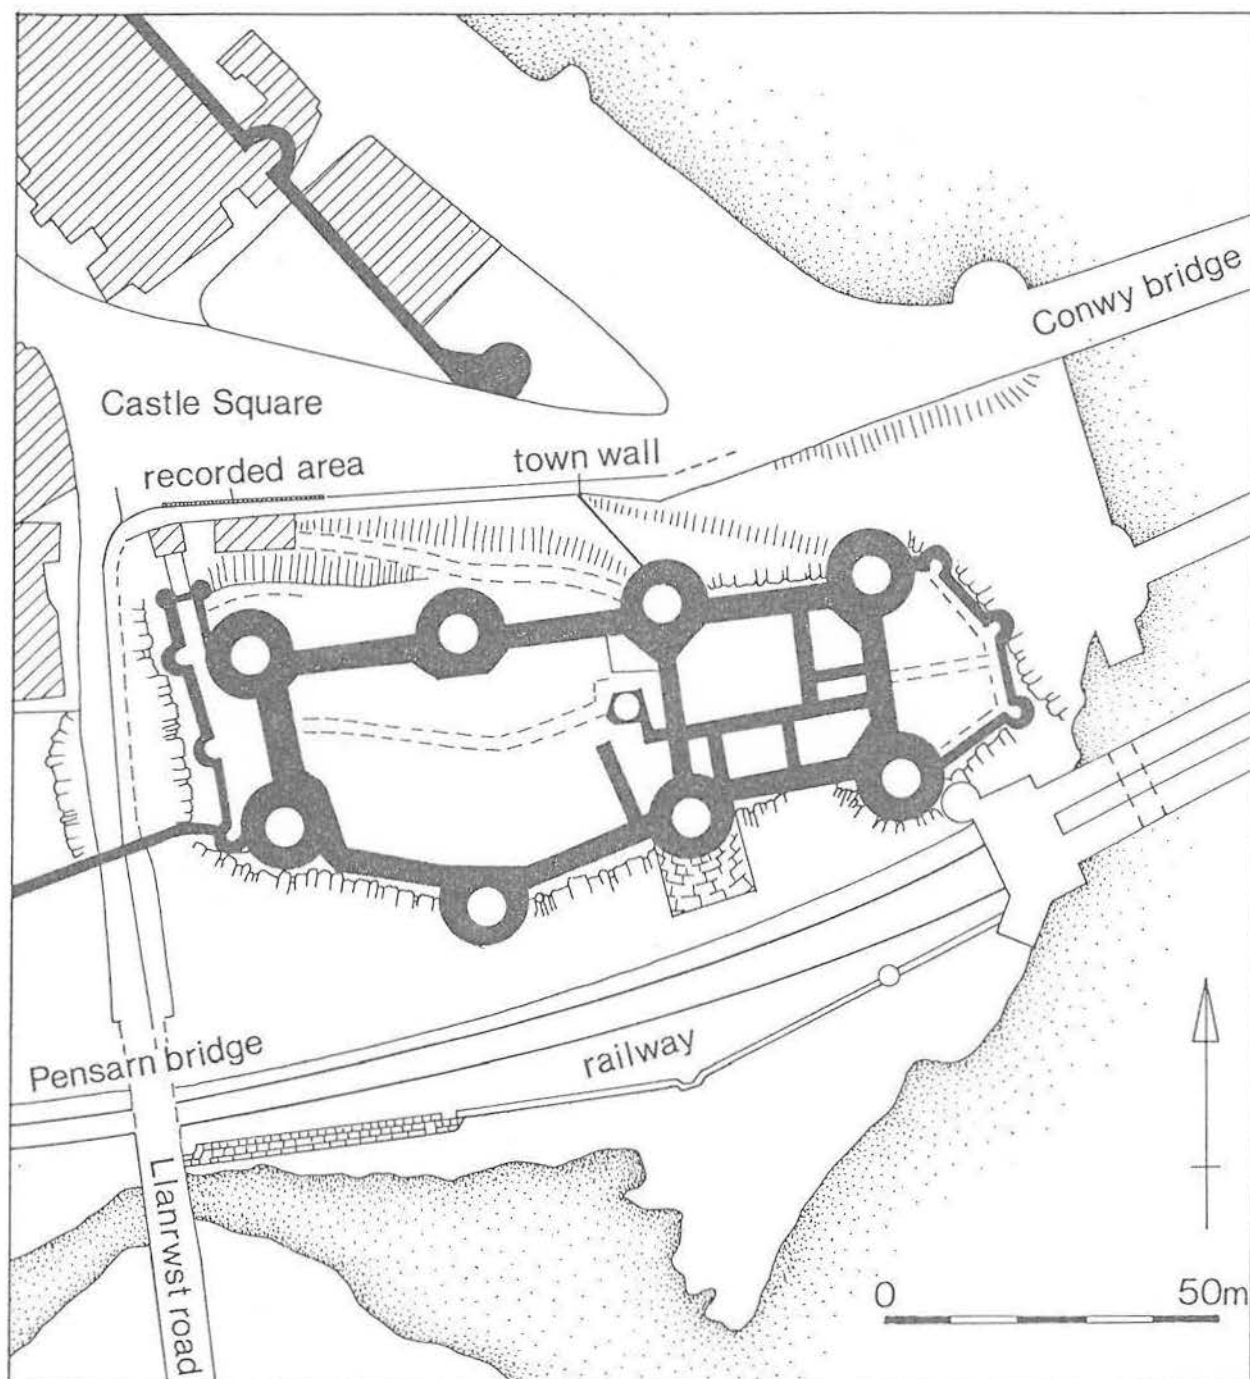 Conwy bridge
Castle Square
recorded area
town wall
Pensarn bridge
railway
Llanrwst road
0 50m